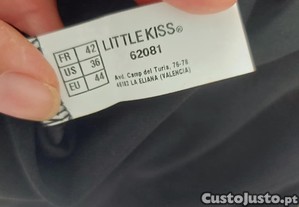 FR 42
US 36
EU 44
LITTLEKISS®
62081
Avd. Camp del Turia, 76-78
46183 LA ELIANA (VALENCIA)
CustoJusto.pt